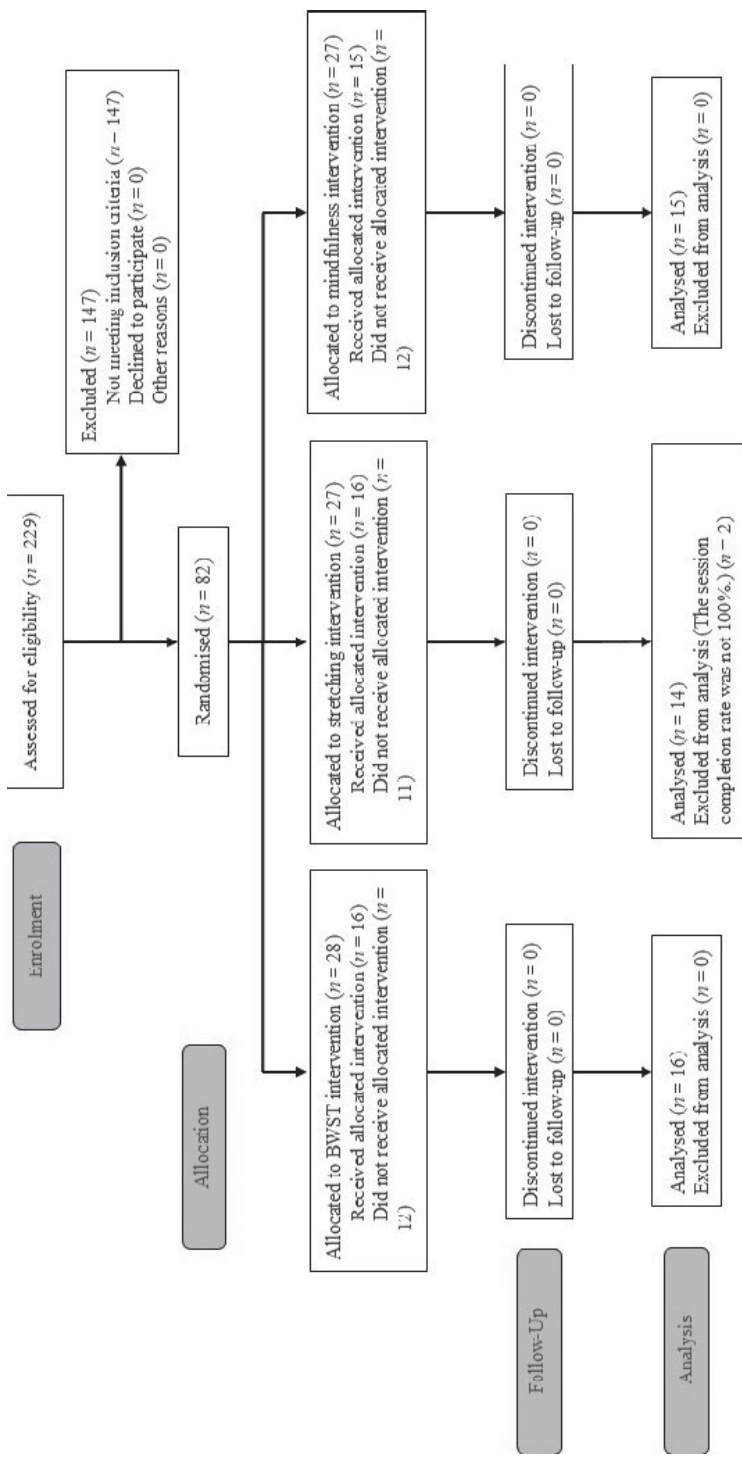 Enrolment
Assessed for eligibility (n = 229)
Excluded (n = 147)
Not meeting inclusion criteria (n – 147)
Declined to participate (n = 0)
Other reasons (n = 0)
Randomised (n = 82)
Allocation
Allocated to BWST intervention (n = 28)
Received allocated intervention (n = 16)
Did not receive allocated intervention (n =
12)
Allocated to stretching intervention (n = 27)
Received allocated intervention (n = 16)
Did not receive allocated intervention (n =
11)
Allocated to mindfulness intervention (n = 27)
Received allocated intervention (n = 15)
Did not receive allocated intervention (n =
12)
Follow-Up
Discontinued intervention (n = 0)
Lost to follow-up (n = 0)
Discontinued intervention (n = 0)
Lost to follow-up (n = 0)
Discontinued intervention (n = 0)
Lost to follow-up (n = 0)
Analysis
Analysed (n = 16)
Excluded from analysis (n = 0)
Analysed (n = 14)
Excluded from analysis (The session
completion rate was not 100%.) (n – 2)
Analysed (n = 15)
Excluded from analysis (n = 0)